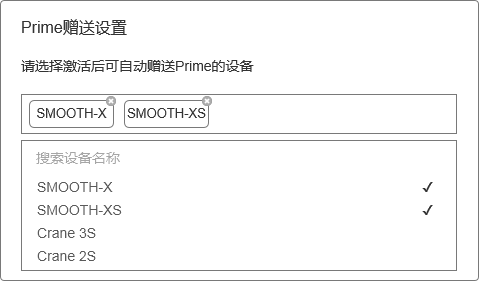 Prime赠送设置
请选择激活后可自动赠送Prime的设备
SMOOTH-X SMOOTH-XS
搜索设备名称
SMOOTH-X
SMOOTH-XS
Crane 3S
Crane 2S